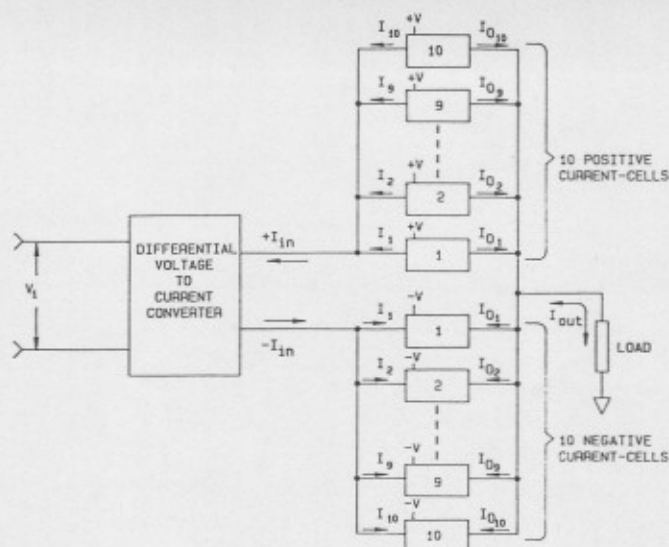 +V
I10 10 IO10
+V
I9 9 IO9
+V
I2 2 IO2
+V
I1 1 IO1
10 POSITIVE
CURRENT-CELLS
DIFFERENTIAL
VOLTAGE
TO
CURRENT
CONVERTER
V1
+Iin
-Iin
-V
I1 1 IO1
-V
I2 2 IO2
-V
I9 9 IO9
-V
I10 10 IO10
Iout
LOAD
10 NEGATIVE
CURRENT-CELLS